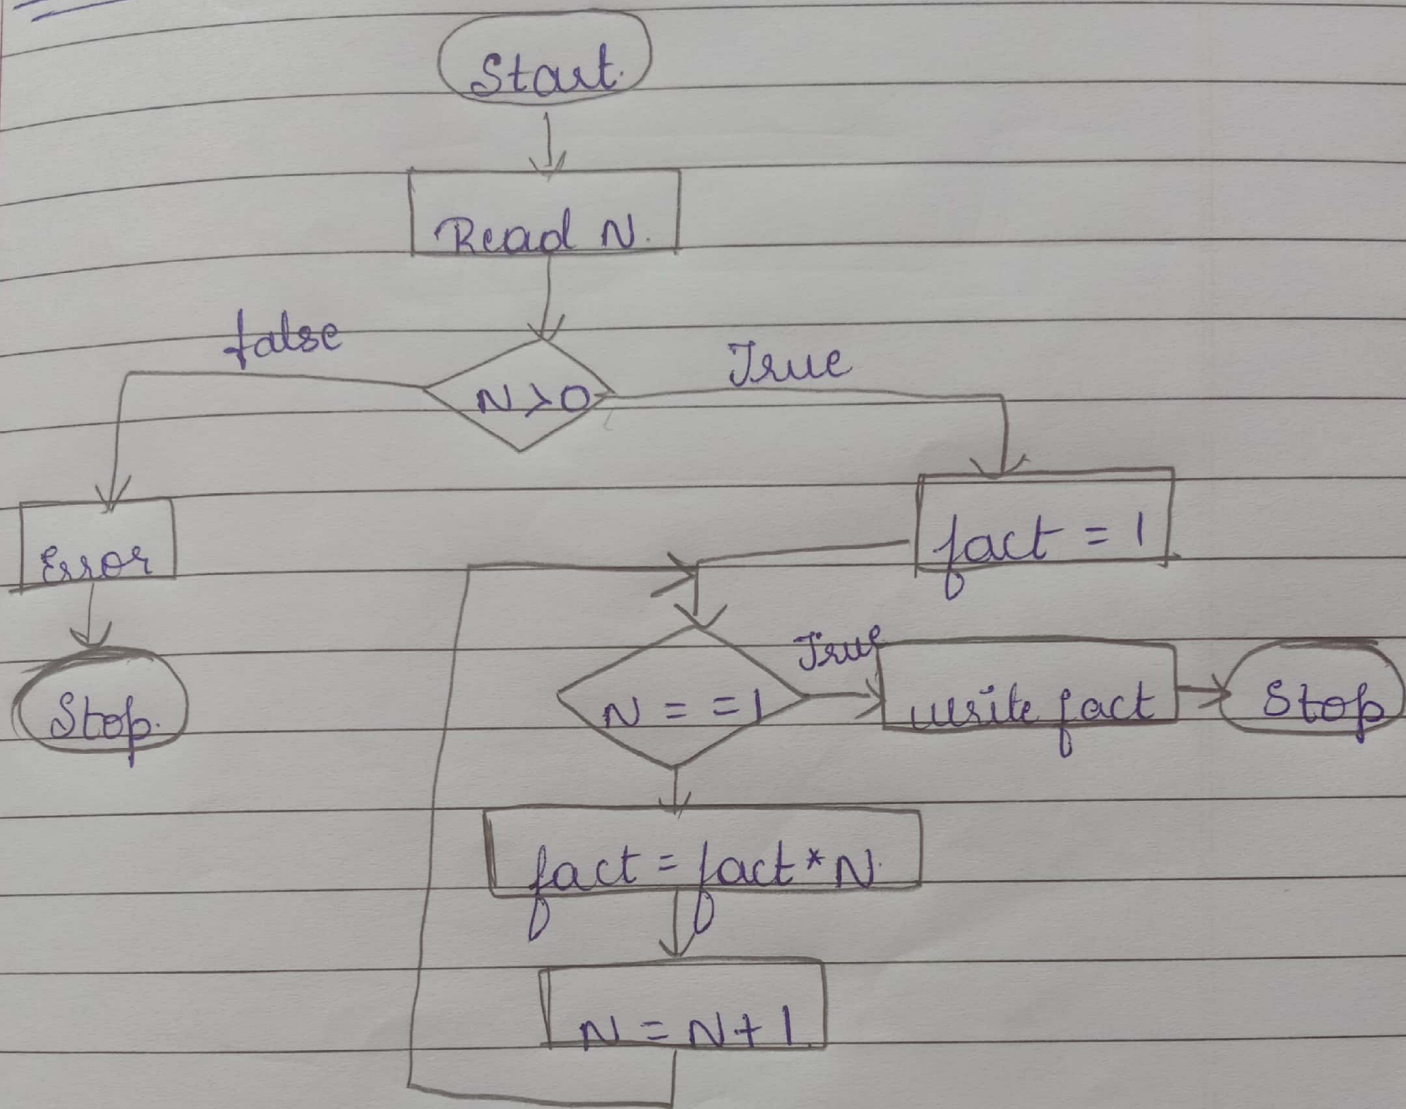 Start.
Read N.
false
True
N>0
fact = 1
Error
True
N = = 1
write fact
Stop
Stop.
fact = fact * N.
N = N + 1